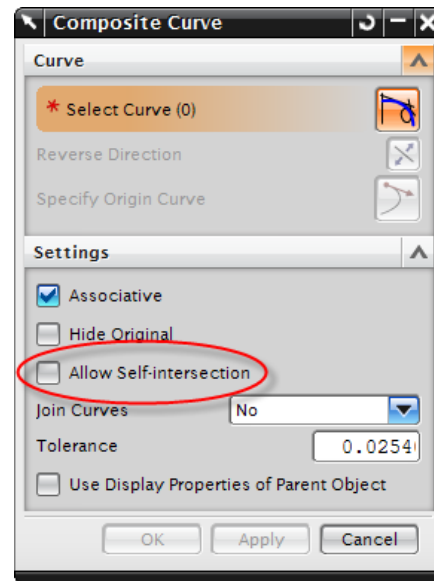 Composite Curve
Curve
* Select Curve (0)
Reverse Direction
Specify Origin Curve
Settings
Associative
Hide Original
Allow Self-intersection
Join Curves No
Tolerance 0.0254
Use Display Properties of Parent Object
OK Apply Cancel